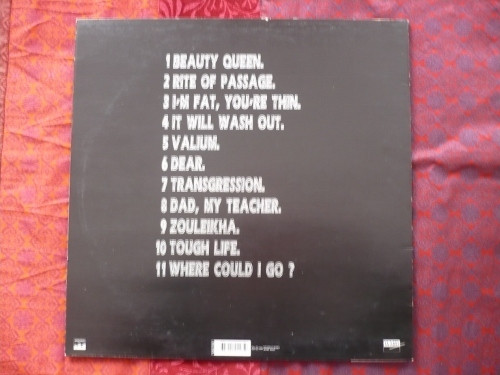 1 BEAUTY QUEEN.
2 RITE OF PASSAGE.
3 I'M FAT, YOU'RE THIN.
4 IT WILL WASH OUT.
5 VALIUM.
6 DEAR.
7 TRANSGRESSION.
8 DAD, MY TEACHER.
9 ZOULEIKHA.
10 TOUGH LIFE.
11 WHERE COULD I GO ?